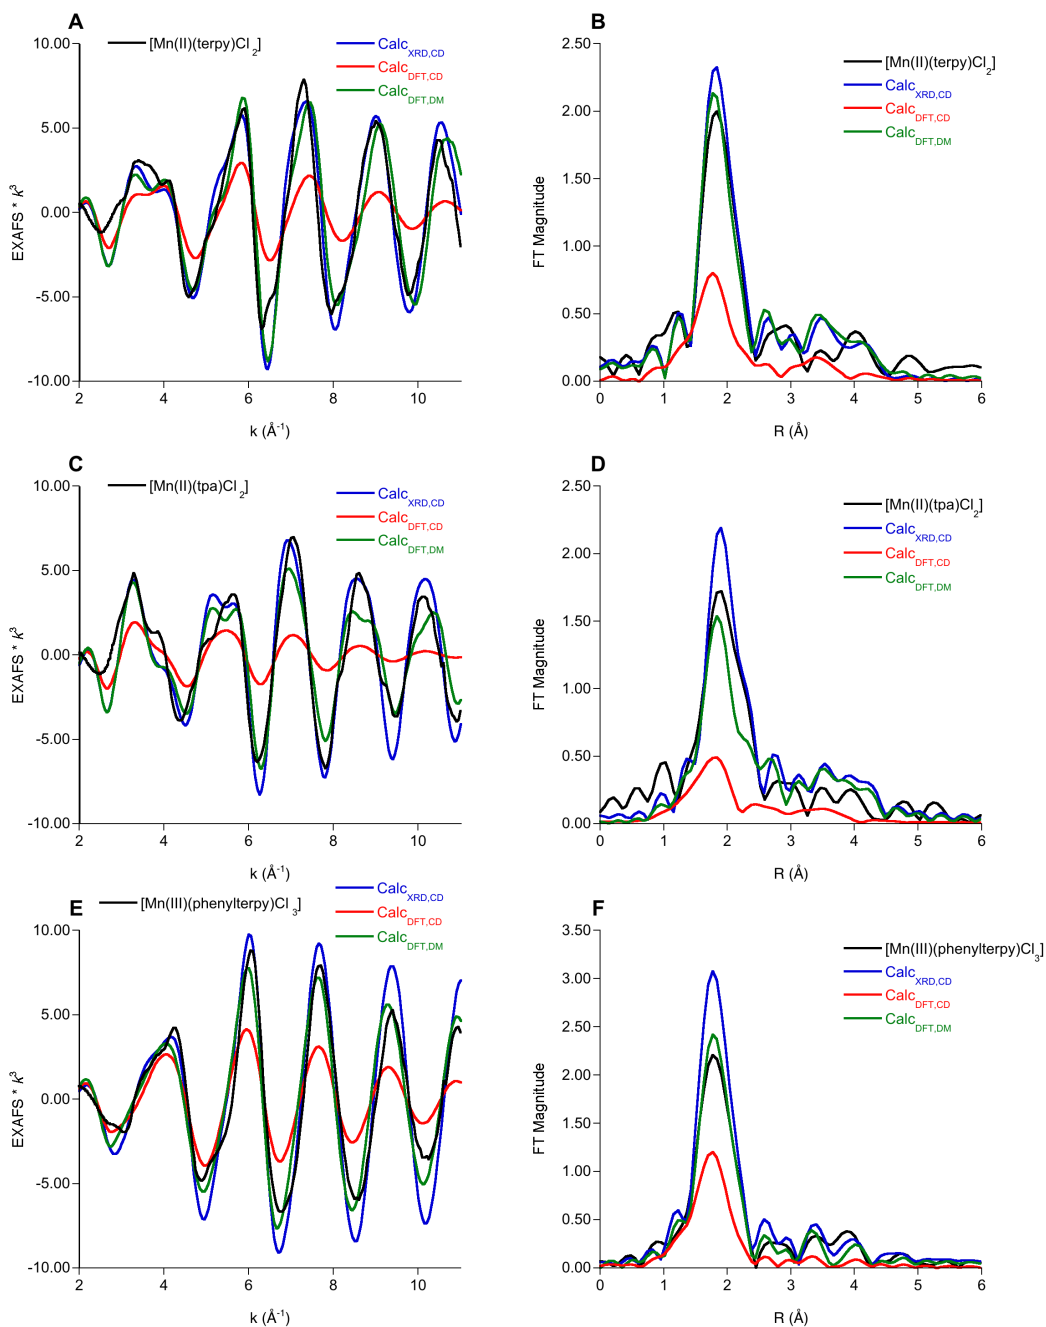 A
[Mn(II)(terpy)Cl2]
CalcXRD,CD
CalcDFT,CD
CalcDFT,DM
10.00
5.00
0.00
-5.00
-10.00
EXAFS * k3
2
4
6
8
10
k (Å-1)
B
[Mn(II)(terpy)Cl2]
CalcXRD,CD
CalcDFT,CD
CalcDFT,DM
2.50
2.00
1.50
1.00
0.50
0.00
FT Magnitude
0
1
2
3
4
5
6
R (Å)
C
[Mn(II)(tpa)Cl2]
CalcXRD,CD
CalcDFT,CD
CalcDFT,DM
10.00
5.00
0.00
-5.00
-10.00
EXAFS * k3
2
4
6
8
10
k (Å-1)
D
[Mn(II)(tpa)Cl2]
CalcXRD,CD
CalcDFT,CD
CalcDFT,DM
2.50
2.00
1.50
1.00
0.50
0.00
FT Magnitude
0
1
2
3
4
5
6
R (Å)
E
[Mn(III)(phenylterpy)Cl3]
CalcXRD,CD
CalcDFT,CD
CalcDFT,DM
10.00
5.00
0.00
-5.00
-10.00
EXAFS * k3
2
4
6
8
10
k (Å-1)
F
[Mn(III)(phenylterpy)Cl3]
CalcXRD,CD
CalcDFT,CD
CalcDFT,DM
3.50
3.00
2.50
2.00
1.50
1.00
0.50
0.00
FT Magnitude
0
1
2
3
4
5
6
R (Å)